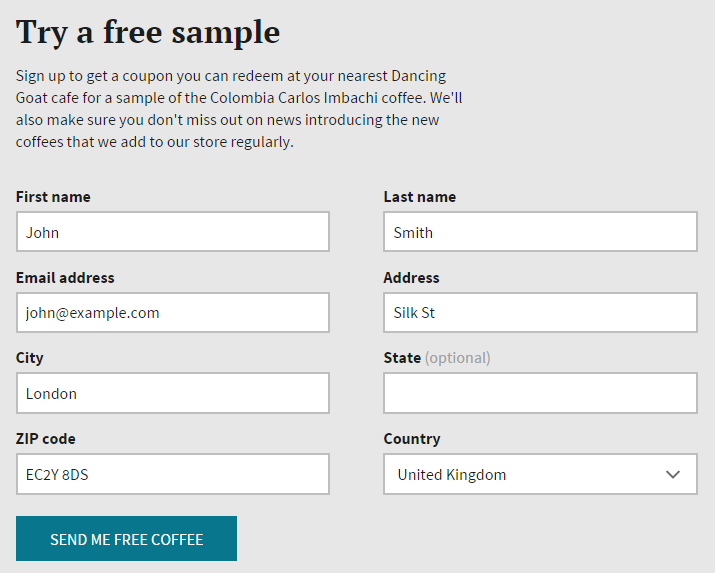 Try a free sample
Sign up to get a coupon you can redeem at your nearest Dancing
Goat cafe for a sample of the Colombia Carlos Imbachi coffee. We'll
also make sure you don't miss out on news introducing the new
coffees that we add to our store regularly.
First name
Last name
John
Smith
Email address
Address
john@example.com
Silk St
City
State (optional)
London
ZIP code
Country
EC2Y 8DS
United Kingdom
SEND ME FREE COFFEE